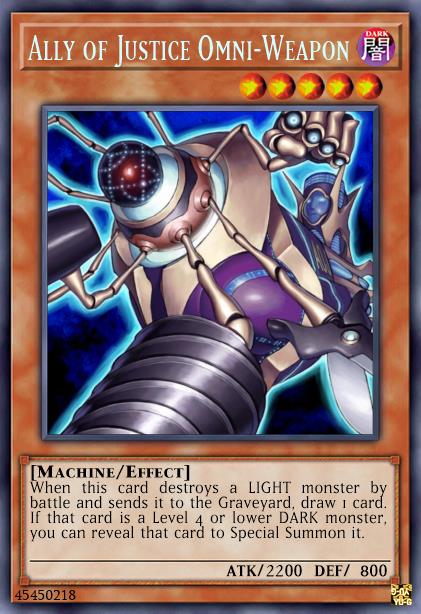 Ally of Justice Omni-Weapon
DARK
闇
[Machine/Effect]
When this card destroys a LIGHT monster by
battle and sends it to the Graveyard, draw 1 card.
If that card is a Level 4 or lower DARK monster,
you can reveal that card to Special Summon it.
ATK/2200 DEF/ 800
45450218